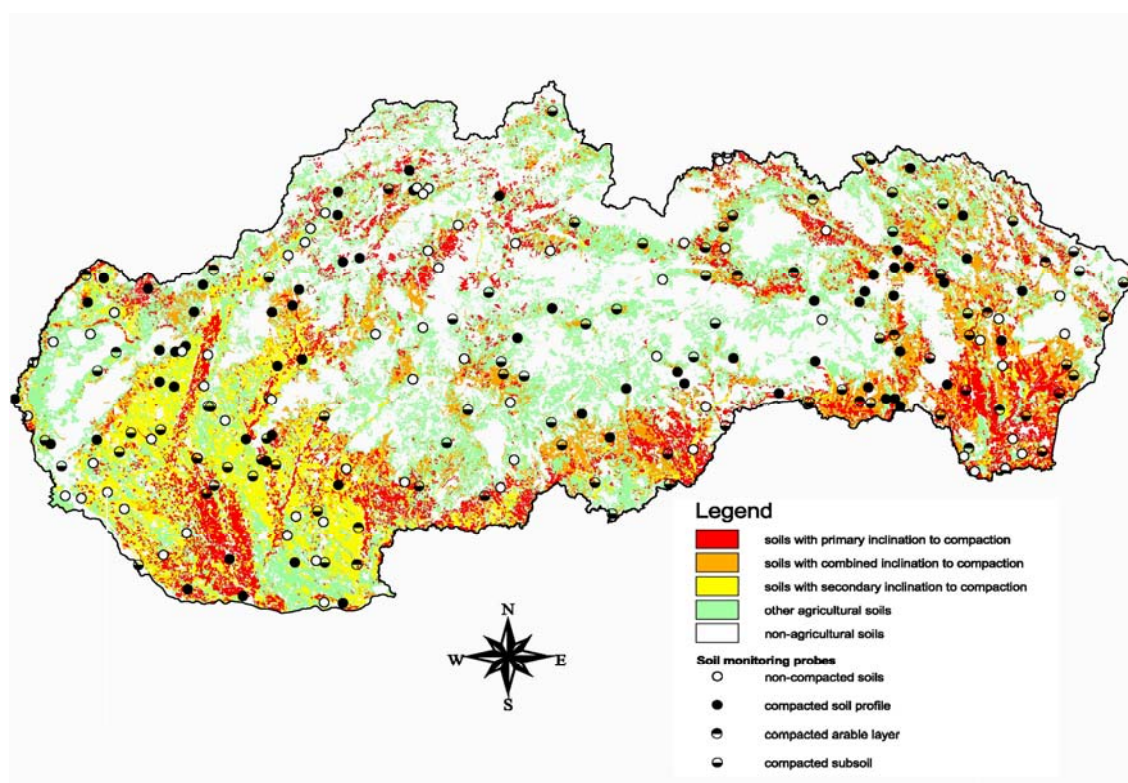 Legend
soils with primary inclination to compaction
soils with combined inclination to compaction
soils with secondary inclination to compaction
other agricultural soils
non-agricultural soils
Soil monitoring probes
non-compacted soils
compacted soil profile
compacted arable layer
compacted subsoil
N
W E
S